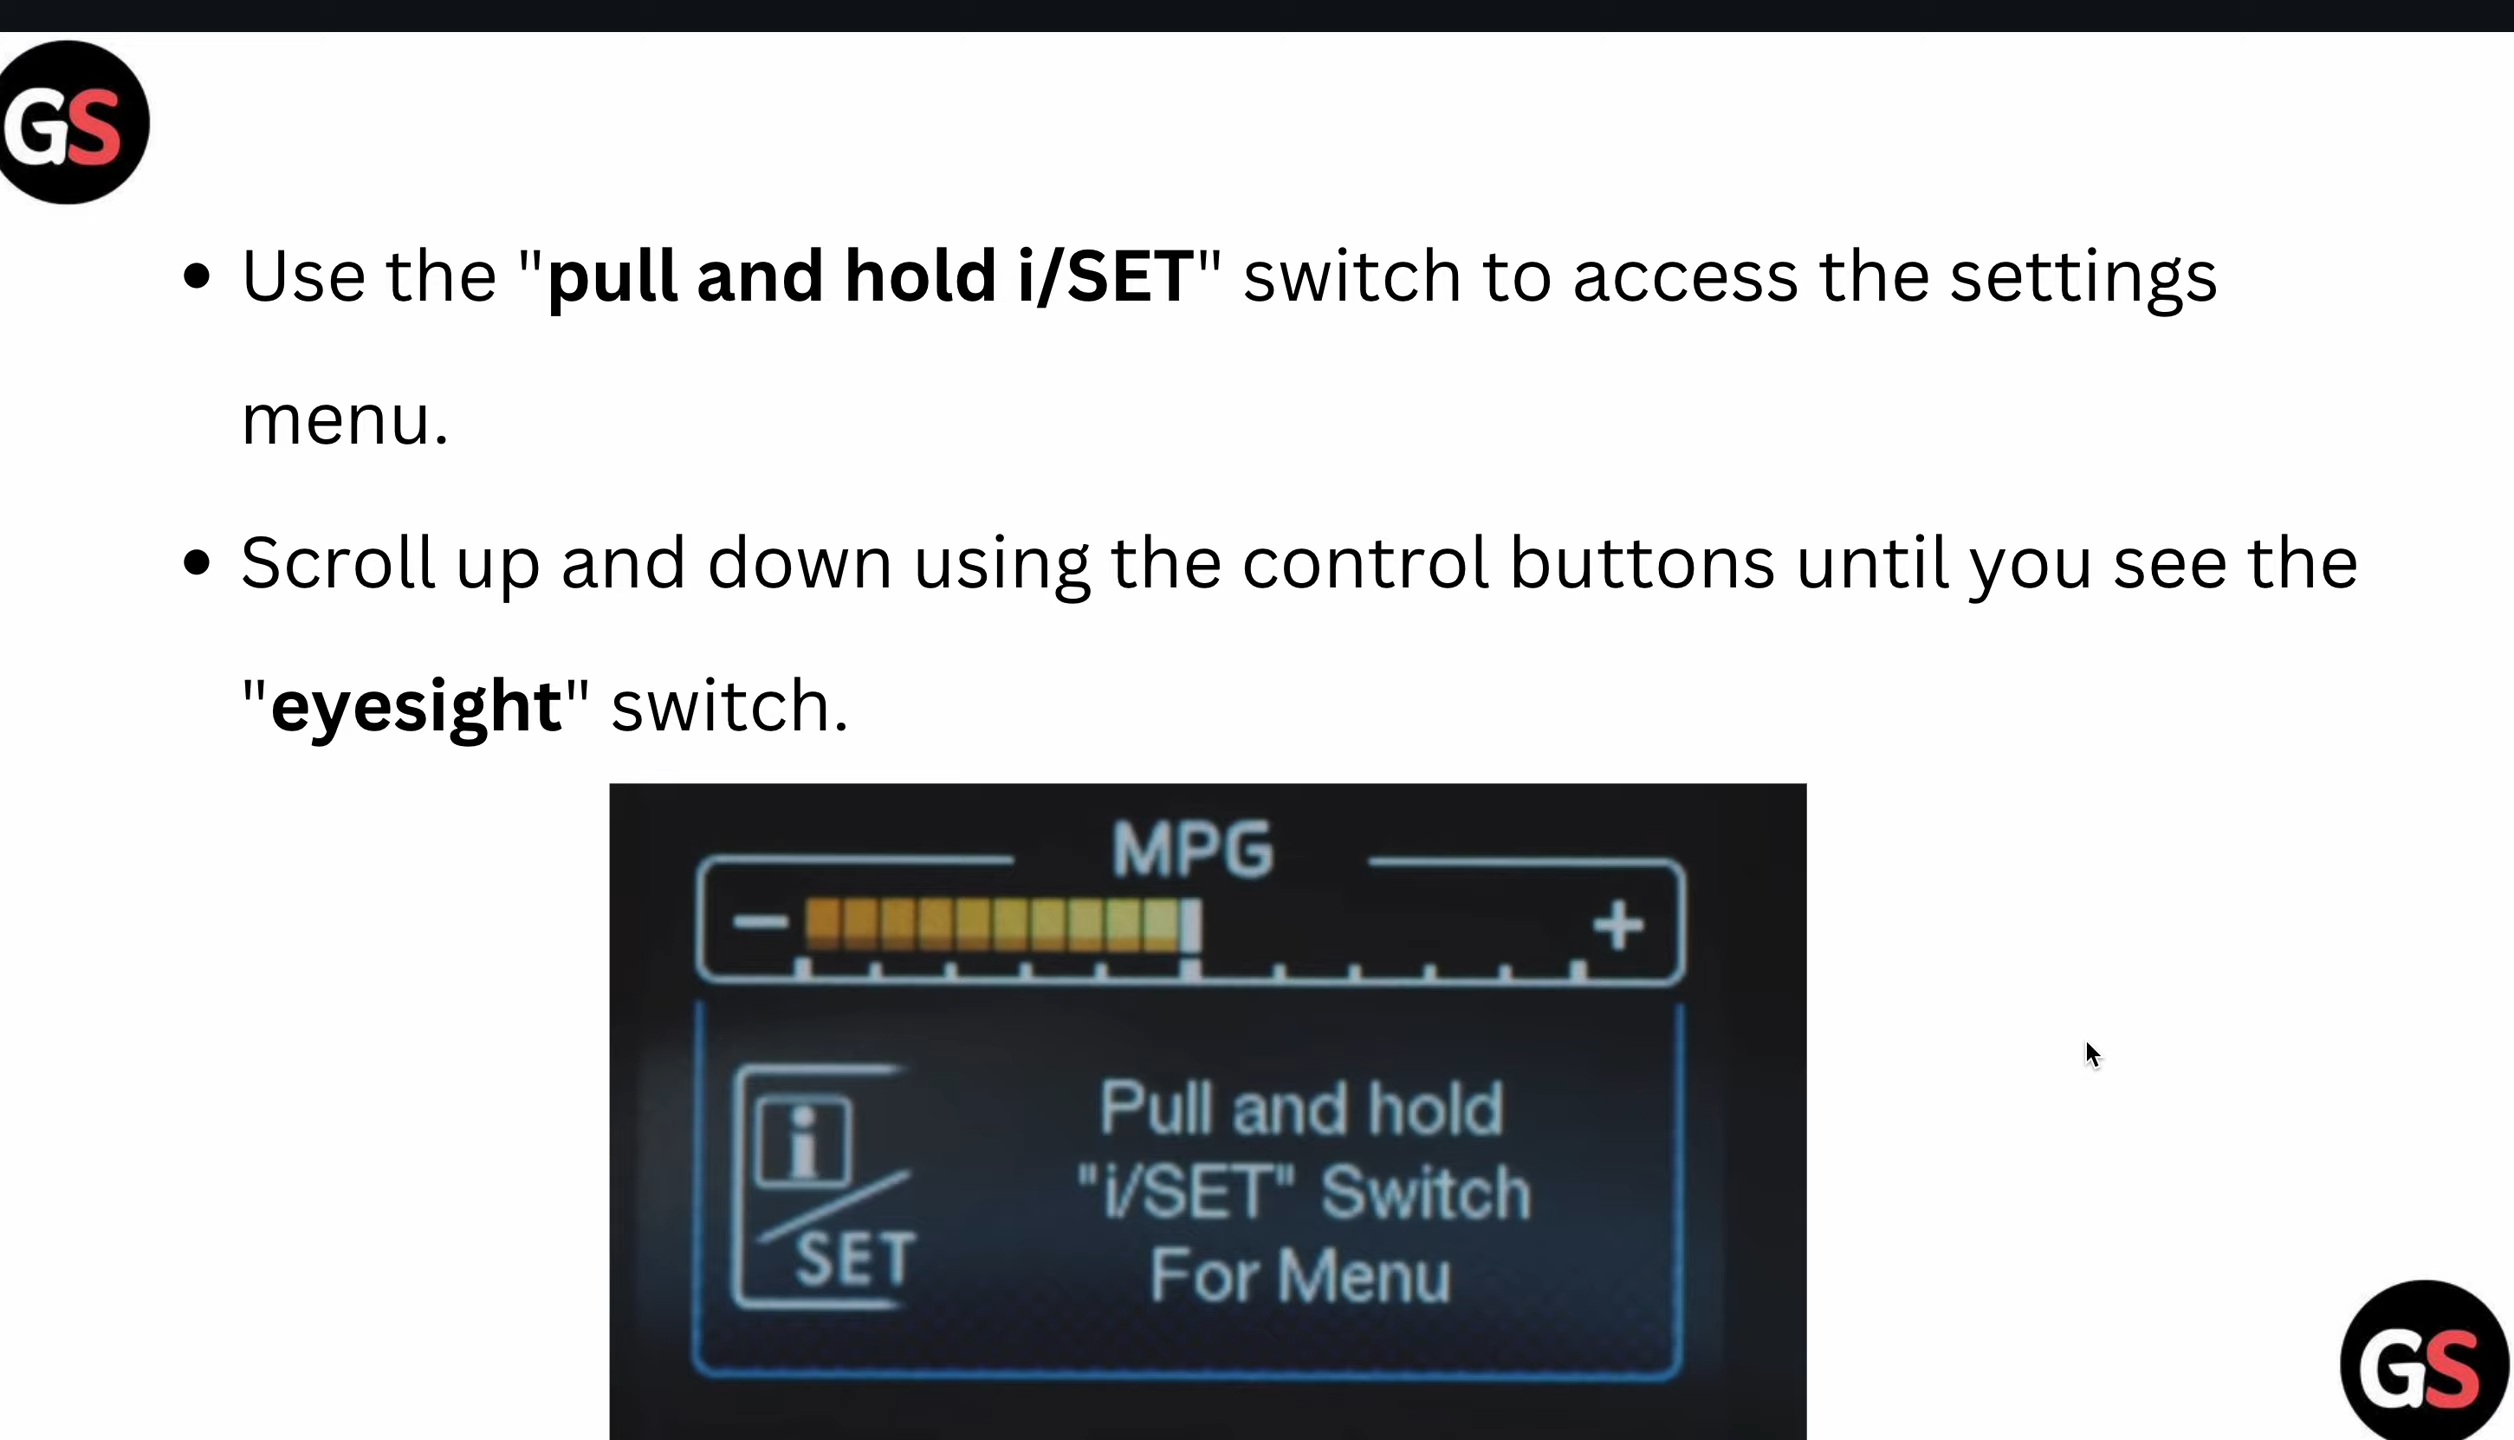 GS
• Use the "pull and hold i/SET" switch to access the settings
menu.
• Scroll up and down using the control buttons until you see the
"eyesight" switch.
MPG
− +
i/SET
Pull and hold
"i/SET" Switch
For Menu
GS